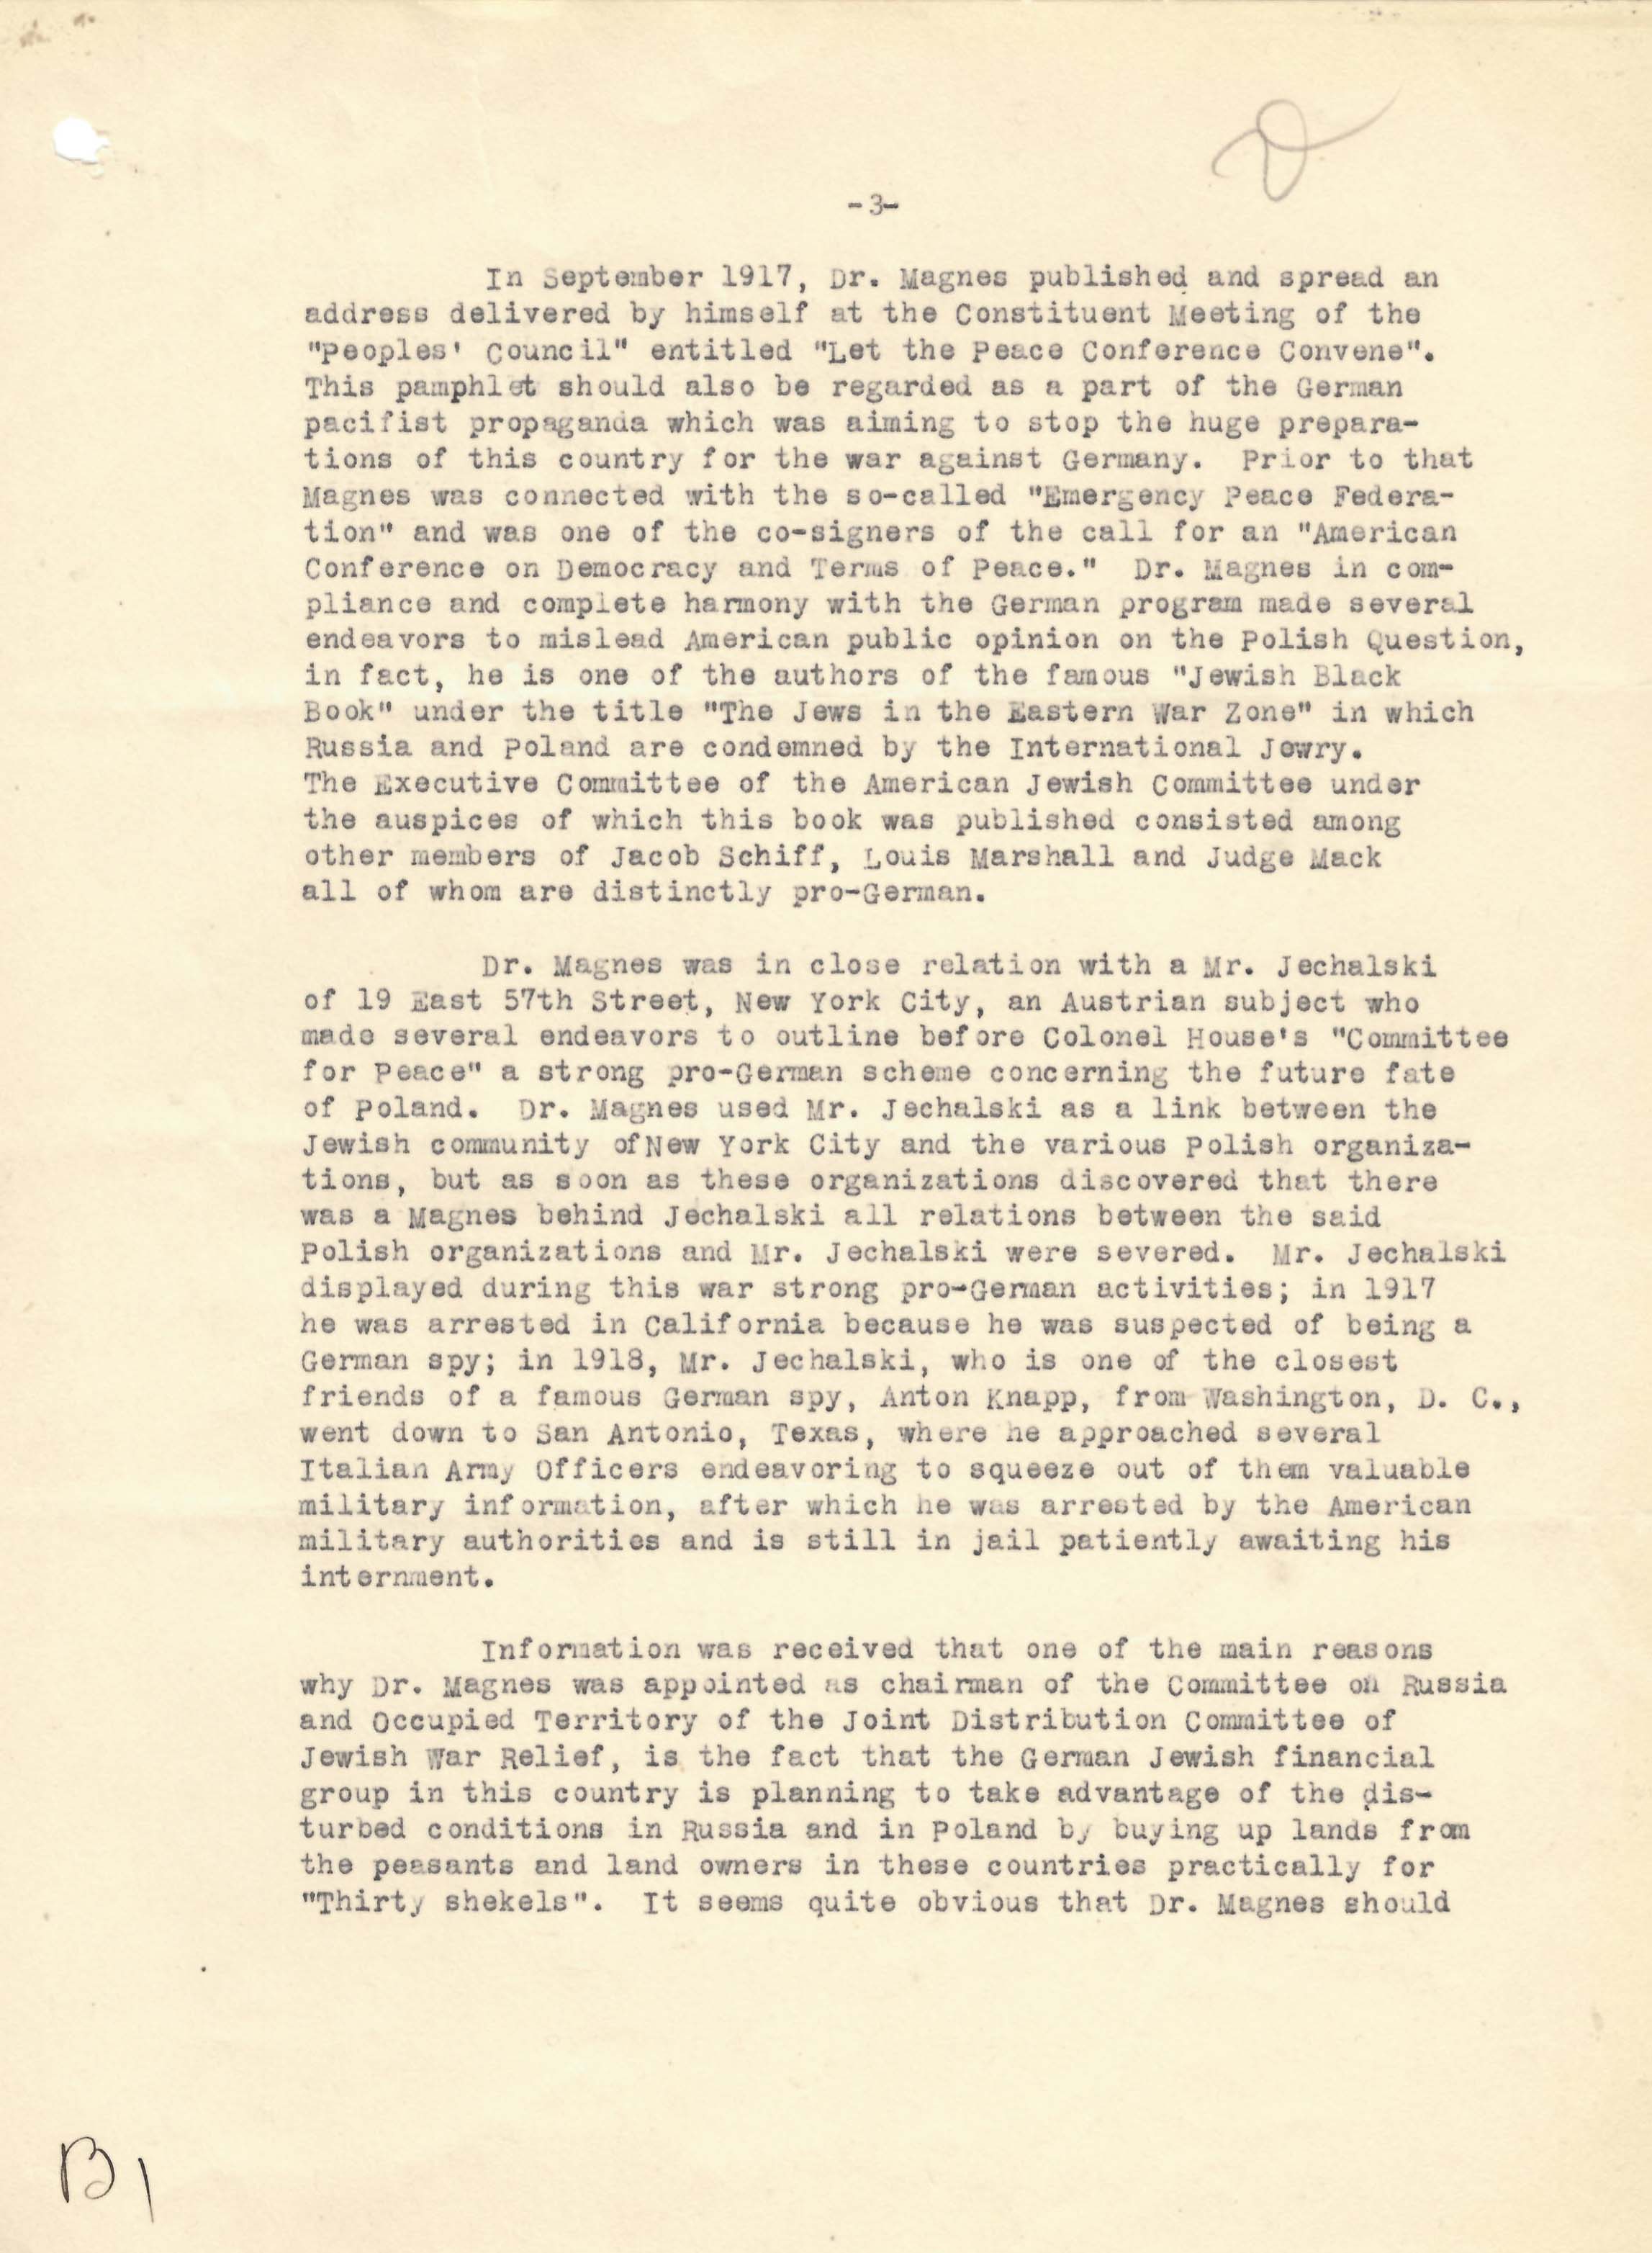 -3-
In September 1917, Dr. Magnes published and spread an
address delivered by himself at the Constituent Meeting of the
"Peoples' Council" entitled "Let the Peace Conference Convene".
This pamphlet should also be regarded as a part of the German
pacifist propaganda which was aiming to stop the huge prepara-
tions of this country for the war against Germany. Prior to that
Magnes was connected with the so-called "Emergency Peace Federa-
tion" and was one of the co-signers of the call for an "American
Conference on Democracy and Terms of Peace." Dr. Magnes in com-
pliance and complete harmony with the German program made several
endeavors to mislead American public opinion on the Polish Question,
in fact, he is one of the authors of the famous "Jewish Black
Book" under the title "The Jews in the Eastern War Zone" in which
Russia and Poland are condemned by the International Jewry.
The Executive Committee of the American Jewish Committee under
the auspices of which this book was published consisted among
other members of Jacob Schiff, Louis Marshall and Judge Mack
all of whom are distinctly pro-German.
Dr. Magnes was in close relation with a Mr. Jechalski
of 19 East 57th Street, New York City, an Austrian subject who
made several endeavors to outline before Colonel House's "Committee
for Peace" a strong pro-German scheme concerning the future fate
of Poland. Dr. Magnes used Mr. Jechalski as a link between the
Jewish community ofNew York City and the various Polish organiza-
tions, but as soon as these organizations discovered that there
was a Magnes behind Jechalski all relations between the said
Polish organizations and Mr. Jechalski were severed. Mr. Jechalski
displayed during this war strong pro-German activities; in 1917
he was arrested in California because he was suspected of being a
German spy; in 1918, Mr. Jechalski, who is one of the closest
friends of a famous German spy, Anton Knapp, from Washington, D. C.,
went down to San Antonio, Texas, where he approached several
Italian Army Officers endeavoring to squeeze out of them valuable
military information, after which he was arrested by the American
military authorities and is still in jail patiently awaiting his
internment.
Information was received that one of the main reasons
why Dr. Magnes was appointed as chairman of the Committee on Russia
and Occupied Territory of the Joint Distribution Committee of
Jewish War Relief, is the fact that the German Jewish financial
group in this country is planning to take advantage of the dis-
turbed conditions in Russia and in Poland by buying up lands from
the peasants and land owners in these countries practically for
"Thirty shekels". It seems quite obvious that Dr. Magnes should
B1